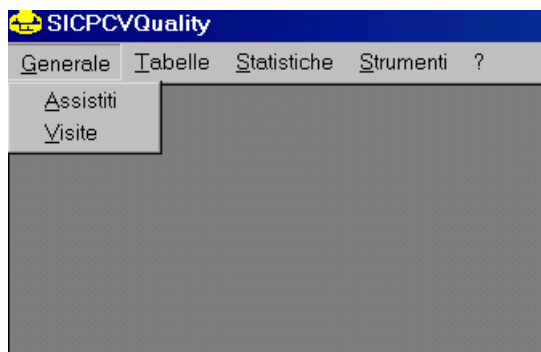 SICPCVQuality
Generale Tabelle Statistiche Strumenti ?
Assistiti
Visite